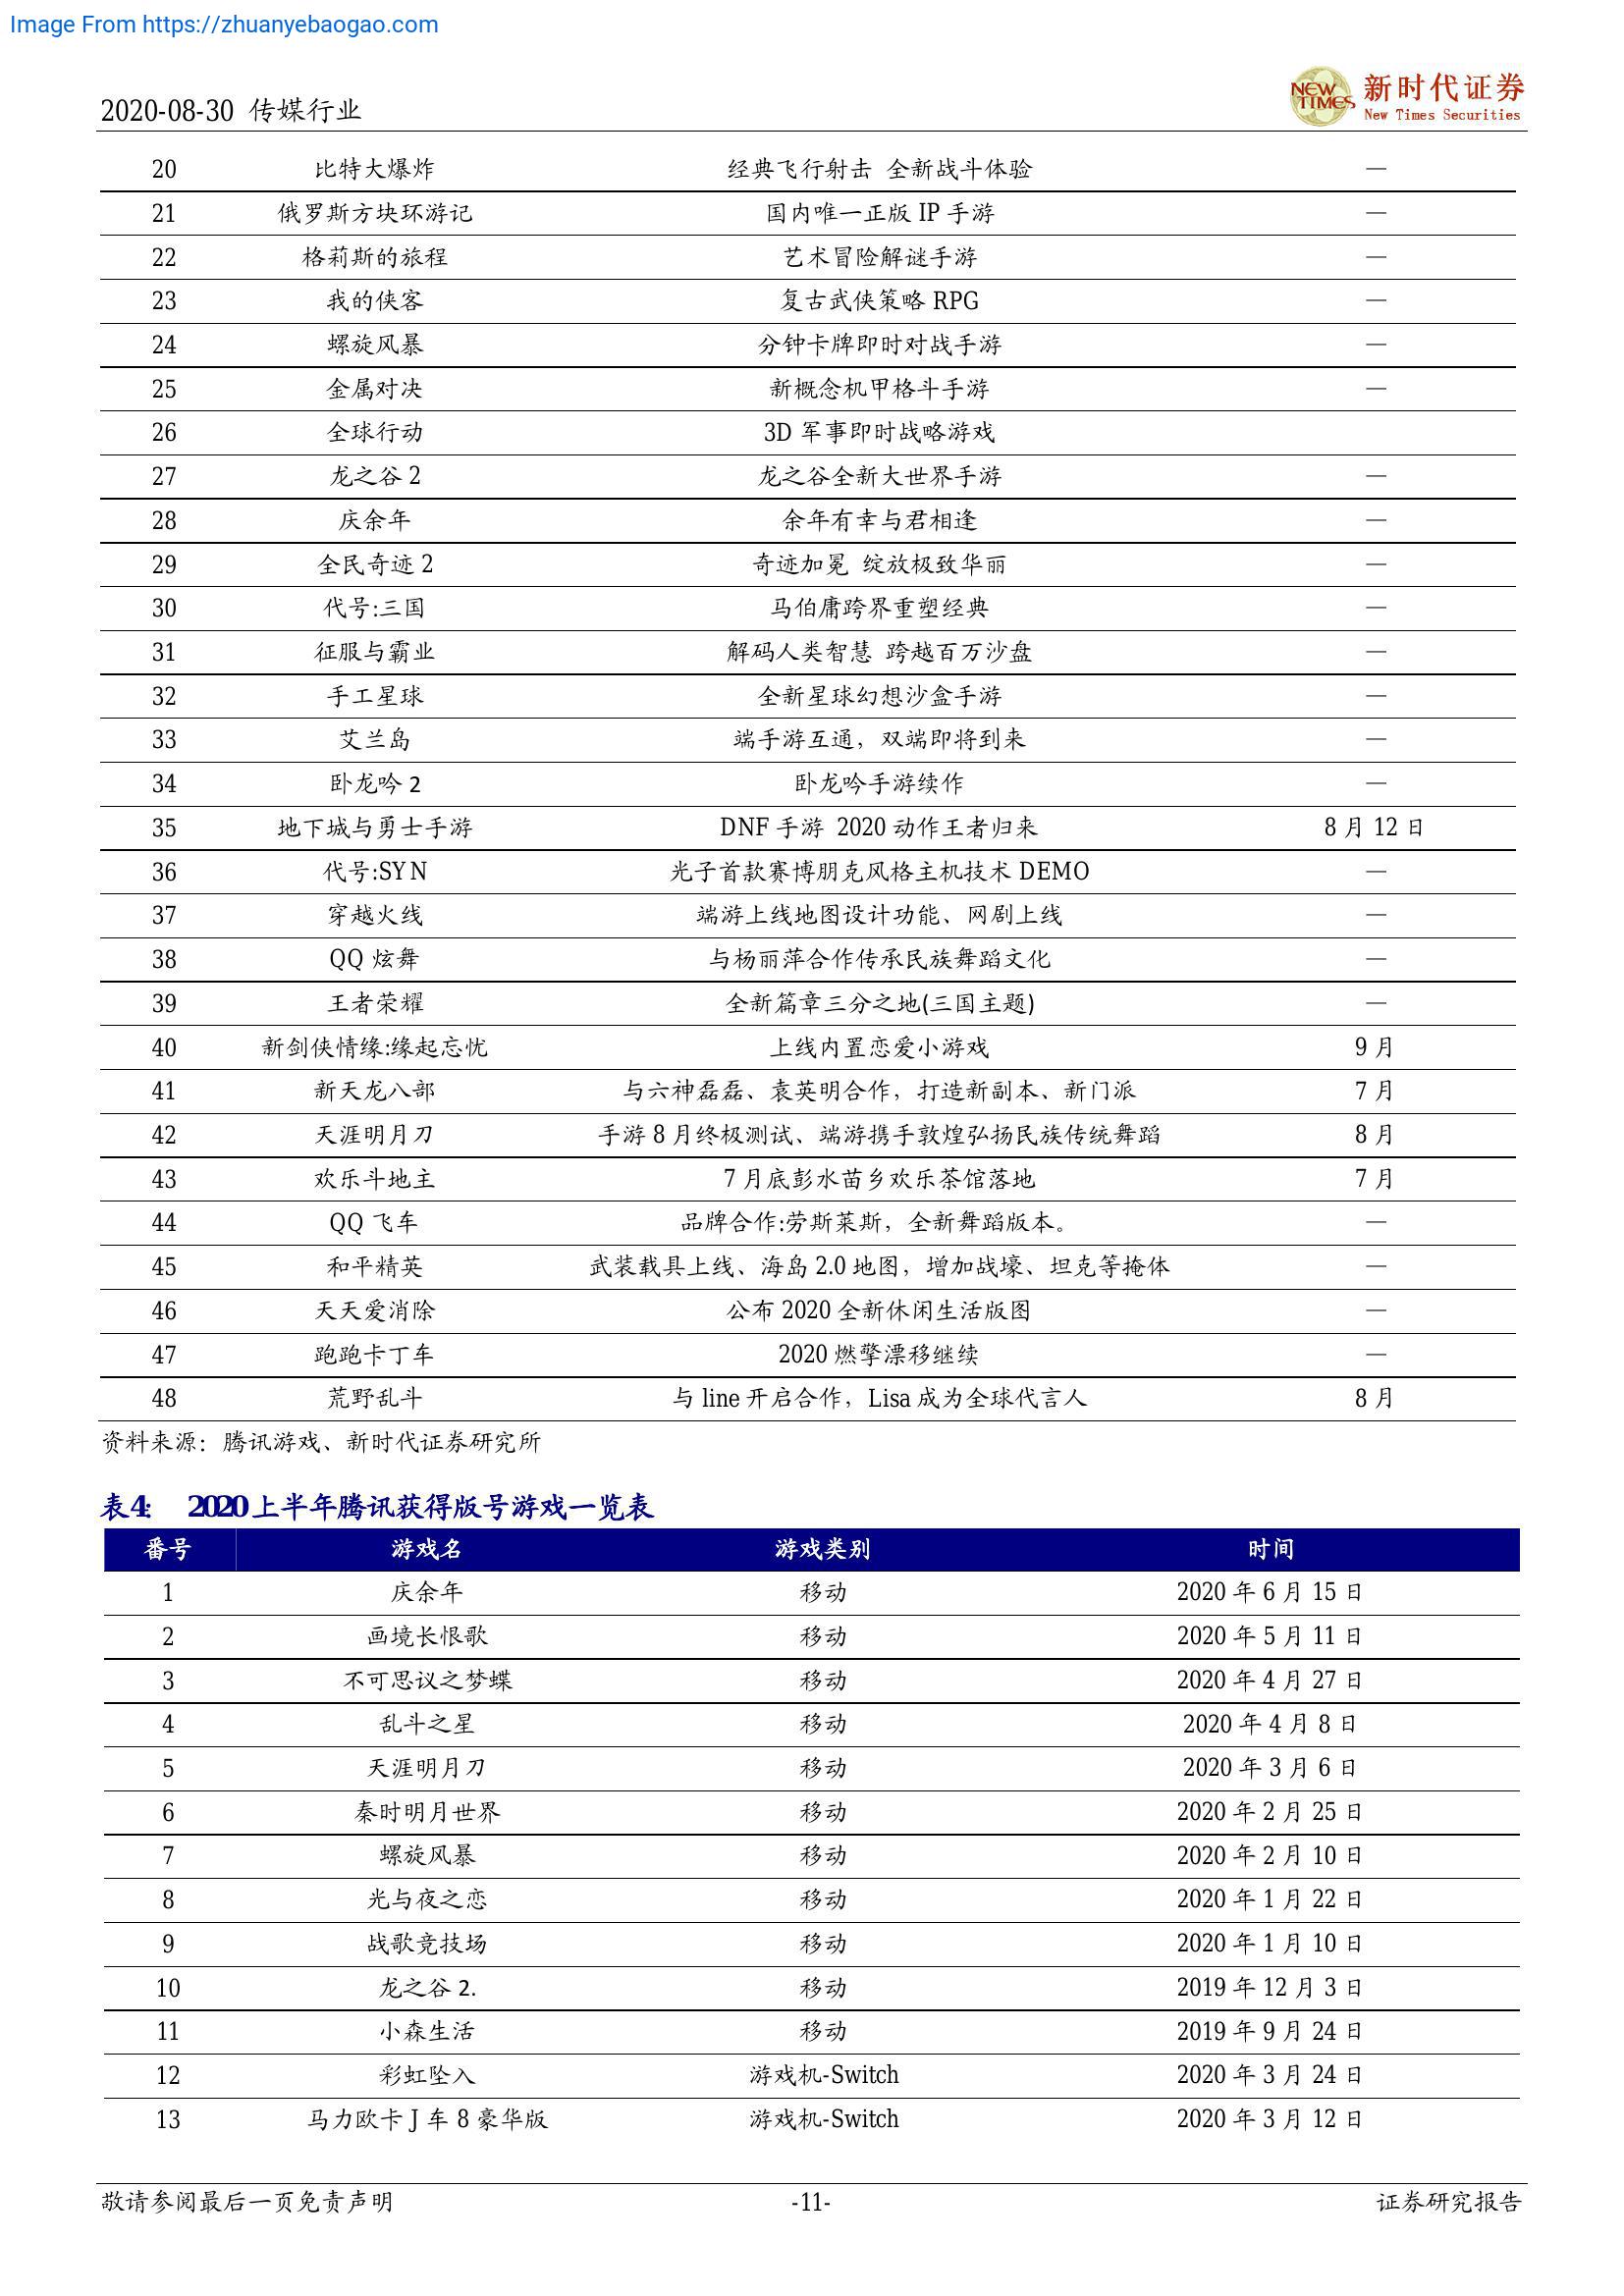 Image From https://zhuanyebaogao.com
2020-08-30 传媒行业
NEW TIMES 新时代证券
New Times Securities
20 比特大爆炸 经典飞行射击 全新战斗体验 —
21 俄罗斯方块环游记 国内唯一正版 IP 手游 —
22 格莉斯的旅程 艺术冒险解谜手游 —
23 我的侠客 复古武侠策略 RPG —
24 螺旋风暴 分钟卡牌即时对战手游 —
25 金属对决 新概念机甲格斗手游 —
26 全球行动 3D 军事即时战略游戏
27 龙之谷 2 龙之谷全新大世界手游 —
28 庆余年 余年有幸与君相逢 —
29 全民奇迹 2 奇迹加冕 绽放极致华丽 —
30 代号:三国 马伯庸跨界重塑经典 —
31 征服与霸业 解码人类智慧 跨越百万沙盘 —
32 手工星球 全新星球幻想沙盒手游 —
33 艾兰岛 端手游互通，双端即将到来 —
34 卧龙吟 2 卧龙吟手游续作 —
35 地下城与勇士手游 DNF 手游 2020 动作王者归来 8 月 12 日
36 代号:SYN 光子首款赛博朋克风格主机技术 DEMO —
37 穿越火线 端游上线地图设计功能、网剧上线 —
38 QQ 炫舞 与杨丽萍合作传承民族舞蹈文化 —
39 王者荣耀 全新篇章三分之地(三国主题) —
40 新剑侠情缘:缘起忘忧 上线内置恋爱小游戏 9 月
41 新天龙八部 与六神磊磊、袁英明合作，打造新副本、新门派 7 月
42 天涯明月刀 手游 8 月终极测试、端游携手敦煌弘扬民族传统舞蹈 8 月
43 欢乐斗地主 7 月底彭水苗乡欢乐茶馆落地 7 月
44 QQ 飞车 品牌合作:劳斯莱斯，全新舞蹈版本。 —
45 和平精英 武装载具上线、海岛 2.0 地图，增加战壕、坦克等掩体 —
46 天天爱消除 公布 2020 全新休闲生活版图 —
47 跑跑卡丁车 2020 燃擎漂移继续 —
48 荒野乱斗 与 line 开启合作，Lisa 成为全球代言人 8 月
资料来源：腾讯游戏、新时代证券研究所
表4： 2020上半年腾讯获得版号游戏一览表
番号 游戏名 游戏类别 时间
1 庆余年 移动 2020 年 6 月 15 日
2 画境长恨歌 移动 2020 年 5 月 11 日
3 不可思议之梦蝶 移动 2020 年 4 月 27 日
4 乱斗之星 移动 2020 年 4 月 8 日
5 天涯明月刀 移动 2020 年 3 月 6 日
6 秦时明月世界 移动 2020 年 2 月 25 日
7 螺旋风暴 移动 2020 年 2 月 10 日
8 光与夜之恋 移动 2020 年 1 月 22 日
9 战歌竞技场 移动 2020 年 1 月 10 日
10 龙之谷 2. 移动 2019 年 12 月 3 日
11 小森生活 移动 2019 年 9 月 24 日
12 彩虹坠入 游戏机-Switch 2020 年 3 月 24 日
13 马力欧卡 J 车 8 豪华版 游戏机-Switch 2020 年 3 月 12 日
敬请参阅最后一页免责声明 -11- 证券研究报告